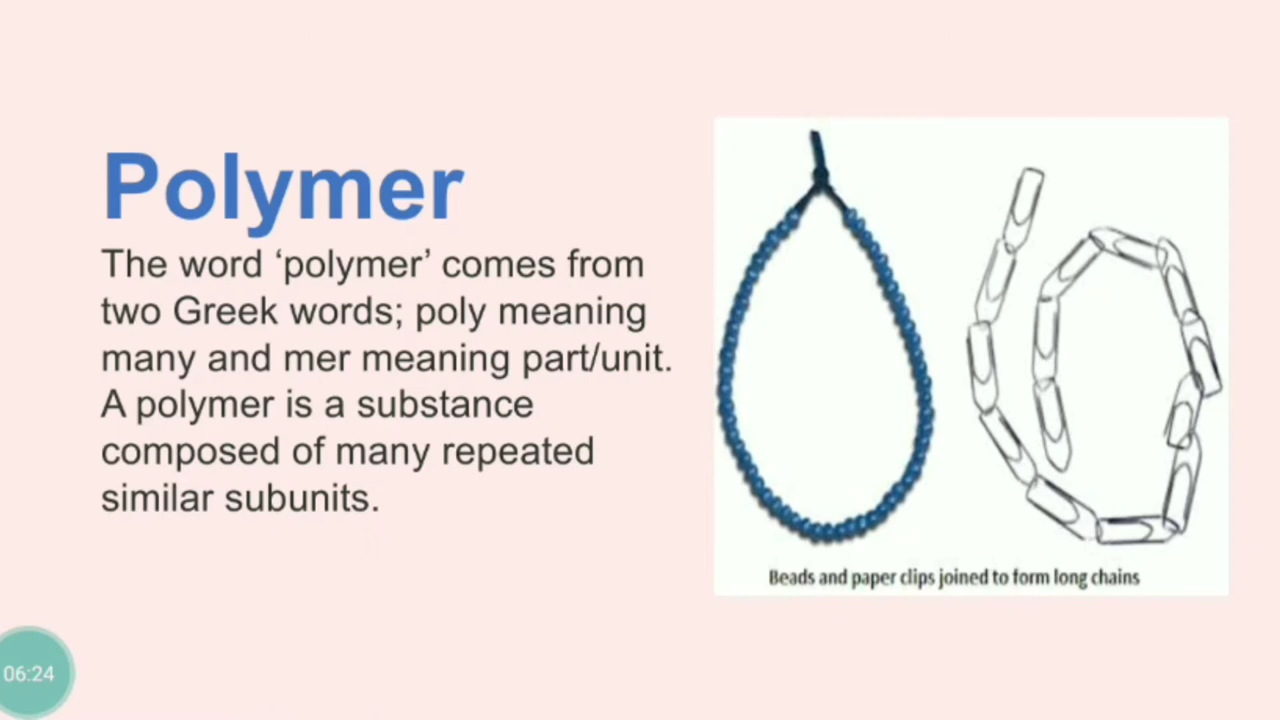 Polymer
The word ‘polymer’ comes from
two Greek words; poly meaning
many and mer meaning part/unit.
A polymer is a substance
composed of many repeated
similar subunits.
Beads and paper clips joined to form long chains
06:24